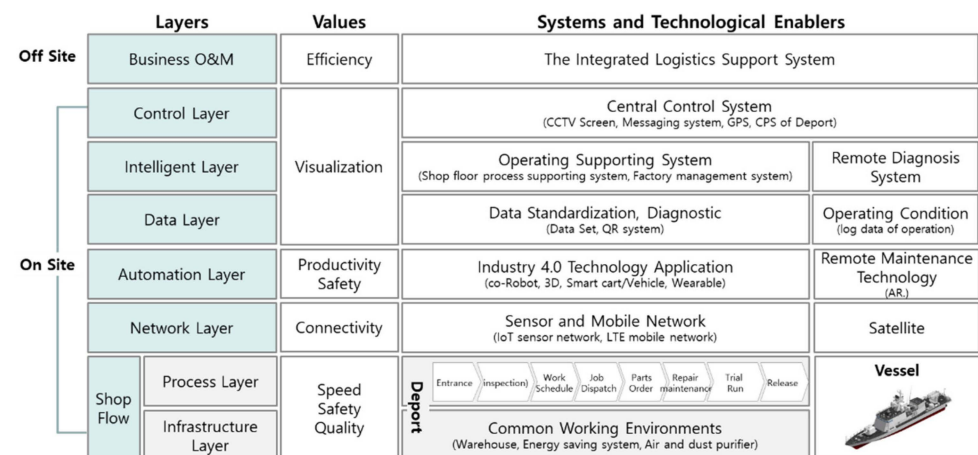 Layers Values Systems and Technological Enablers
Off Site
Business O&M Efficiency The Integrated Logistics Support System
Control Layer
Central Control System
(CCTV Screen, Messaging system, GPS, CPS of Deport)
Intelligent Layer
Visualization
Operating Supporting System
(Shop floor process supporting system, Factory management system)
Remote Diagnosis
System
Data Layer
Data Standardization, Diagnostic
(Data Set, QR system)
Operating Condition
(log data of operation)
On Site
Automation Layer
Productivity
Safety
Industry 4.0 Technology Application
(co-Robot, 3D, Smart cart/Vehicle, Wearable)
Remote Maintenance
Technology
(AR.)
Network Layer
Connectivity
Sensor and Mobile Network
(IoT sensor network, LTE mobile network)
Satellite
Shop
Flow
Process Layer
Infrastructure
Layer
Speed
Safety
Quality
Deport
Entrance
inspection)
Work
Schedule
Job
Dispatch
Parts
Order
Repair
maintenance
Trial
Run
Release
Common Working Environments
(Warehouse, Energy saving system, Air and dust purifier)
Vessel